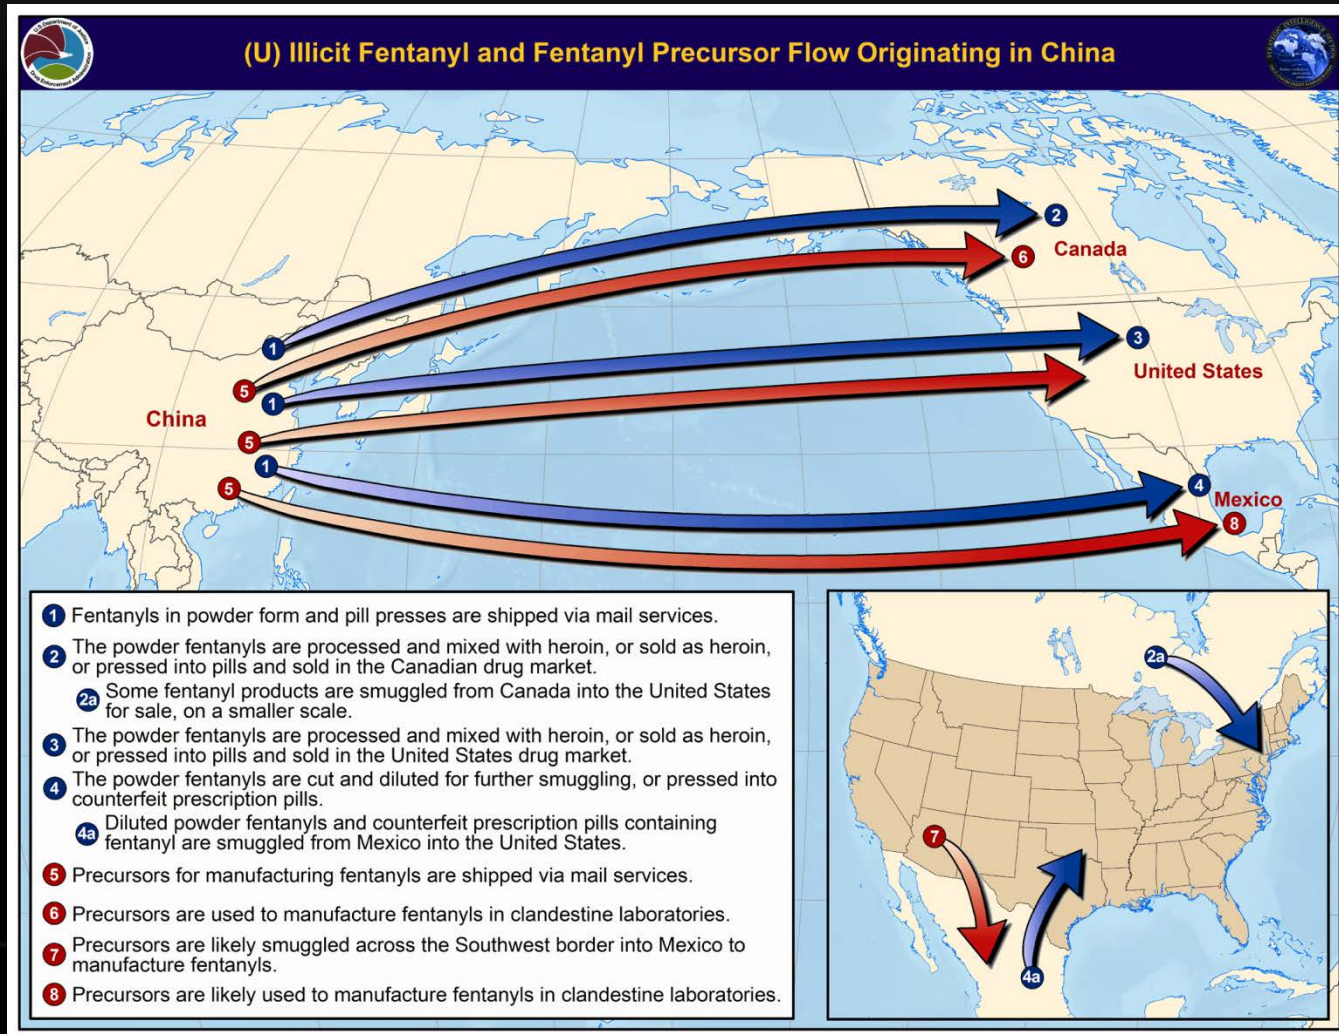 U.S. Department of Justice
Drug Enforcement Administration
(U) Illicit Fentanyl and Fentanyl Precursor Flow Originating in China
2
Canada
6
1
3
5
United States
1
China
5
1
4
5
Mexico
8
1 Fentanyls in powder form and pill presses are shipped via mail services.
2 The powder fentanyls are processed and mixed with heroin, or sold as heroin,
or pressed into pills and sold in the Canadian drug market.
2a Some fentanyl products are smuggled from Canada into the United States
for sale, on a smaller scale.
3 The powder fentanyls are processed and mixed with heroin, or sold as heroin,
or pressed into pills and sold in the United States drug market.
4 The powder fentanyls are cut and diluted for further smuggling, or pressed into
counterfeit prescription pills.
4a Diluted powder fentanyls and counterfeit prescription pills containing
fentanyl are smuggled from Mexico into the United States.
5 Precursors for manufacturing fentanyls are shipped via mail services.
6 Precursors are used to manufacture fentanyls in clandestine laboratories.
7 Precursors are likely smuggled across the Southwest border into Mexico to
manufacture fentanyls.
8 Precursors are likely used to manufacture fentanyls in clandestine laboratories.
2a
7
4a